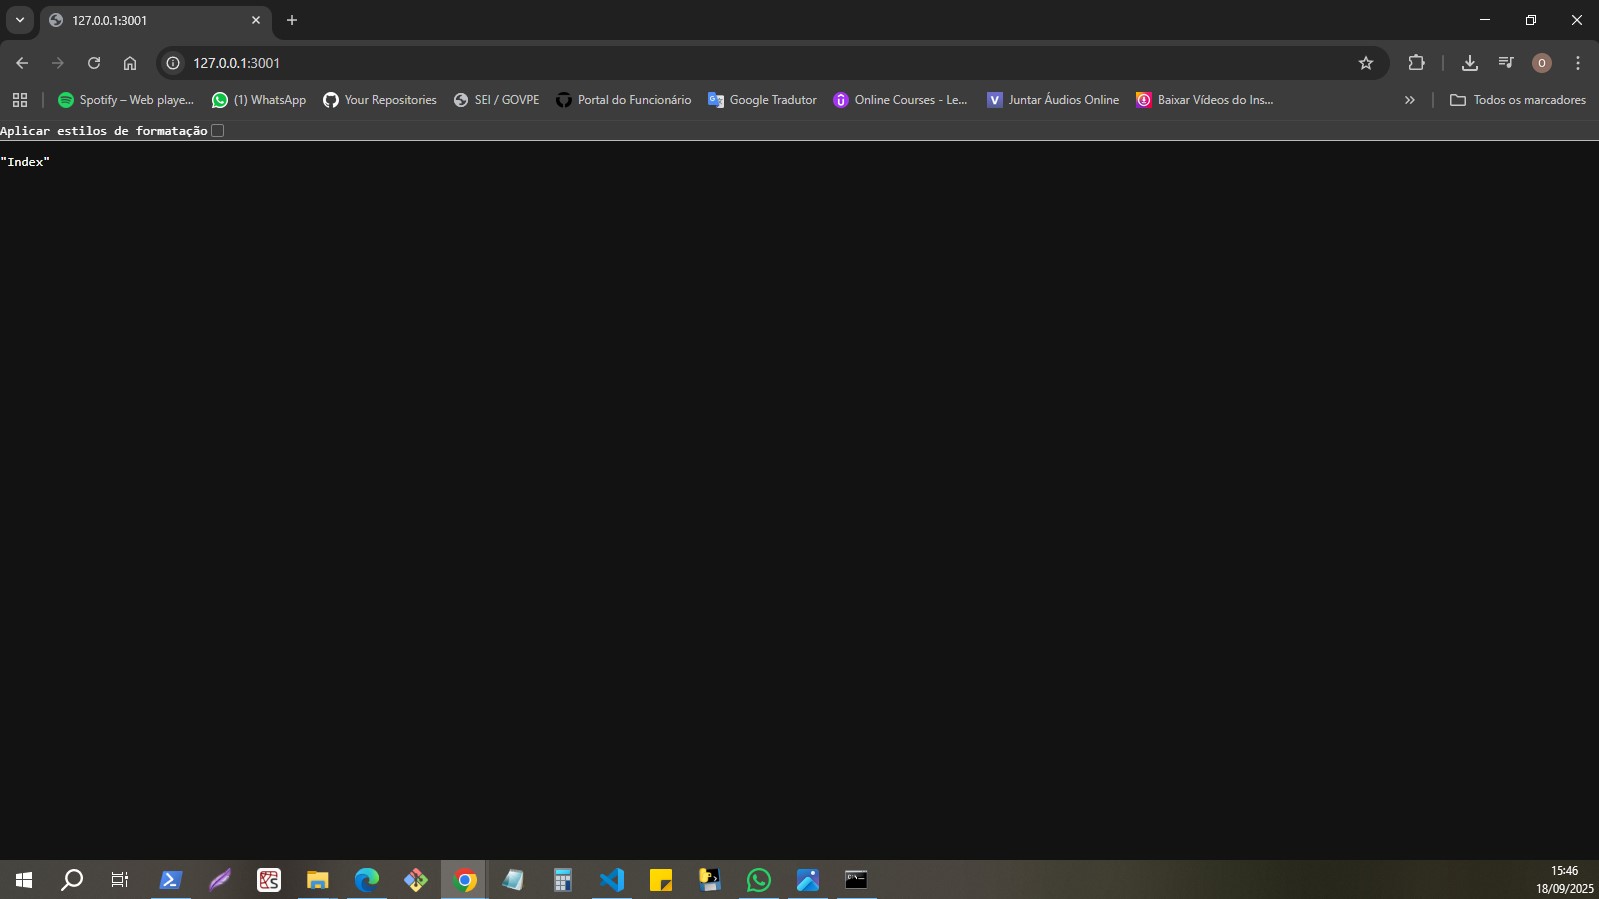 127.0.0.1:3001
127.0.0.1:3001
O
Spotify – Web playe...
(1) WhatsApp
Your Repositories
SEI / GOVPE
Portal do Funcionário
Google Tradutor
Online Courses - Le...
V Juntar Áudios Online
Baixar Vídeos do Ins...
»
Todos os marcadores
Aplicar estilos de formatação
"Index"
15:46
18/09/2025